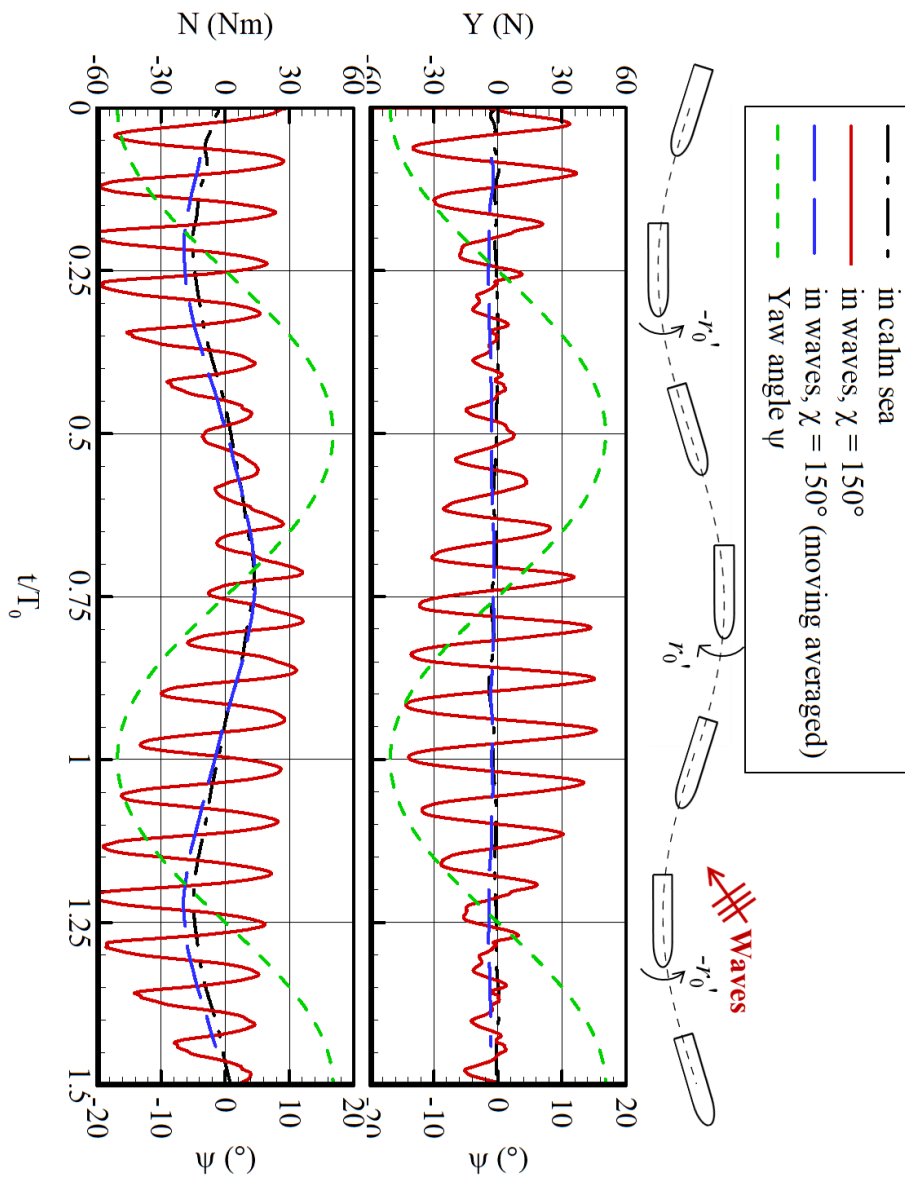 in calm sea
in waves, χ = 150°
in waves, χ = 150° (moving averaged)
Yaw angle ψ
-r₀'
r₀'
-r₀'
Waves
Y (N)
60
30
0
-30
-60
20
10
0
-10
-20
ψ (°)
N (Nm)
60
30
0
-30
-60
20
10
0
-10
-20
ψ (°)
0
0.25
0.5
0.75
1
1.25
1.5
t/T₀